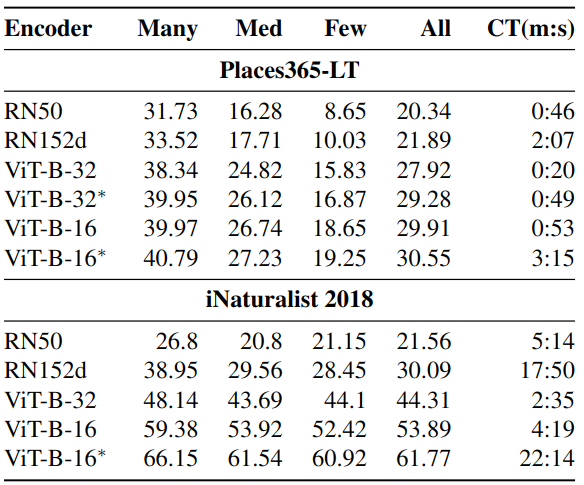 Encoder Many Med Few All CT(m:s)
Places365-LT
RN50 31.73 16.28 8.65 20.34 0:46
RN152d 33.52 17.71 10.03 21.89 2:07
ViT-B-32 38.34 24.82 15.83 27.92 0:20
ViT-B-32* 39.95 26.12 16.87 29.28 0:49
ViT-B-16 39.97 26.74 18.65 29.91 0:53
ViT-B-16* 40.79 27.23 19.25 30.55 3:15
iNaturalist 2018
RN50 26.8 20.8 21.15 21.56 5:14
RN152d 38.95 29.56 28.45 30.09 17:50
ViT-B-32 48.14 43.69 44.1 44.31 2:35
ViT-B-16 59.38 53.92 52.42 53.89 4:19
ViT-B-16* 66.15 61.54 60.92 61.77 22:14